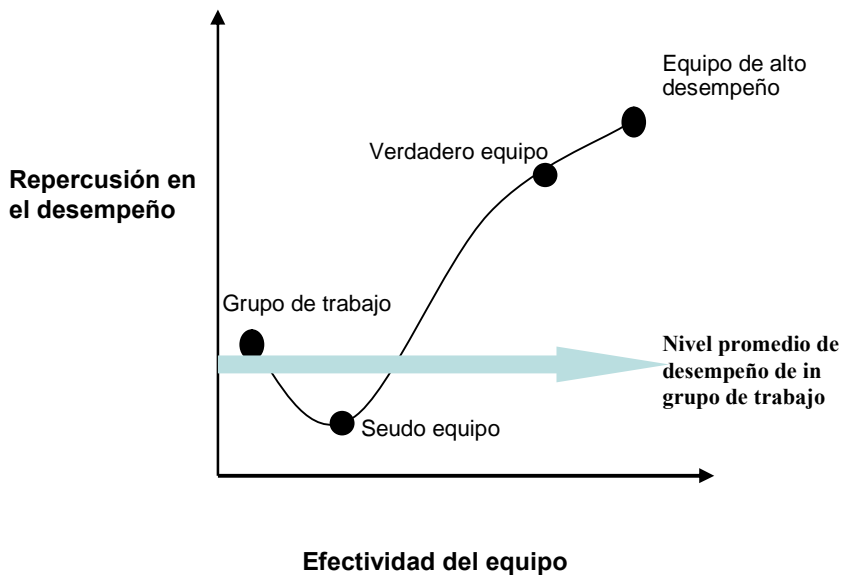 Equipo de alto
desempeño
Verdadero equipo
Repercusión en
el desempeño
Grupo de trabajo
Nivel promedio de
desempeño de in
grupo de trabajo
Seudo equipo
Efectividad del equipo